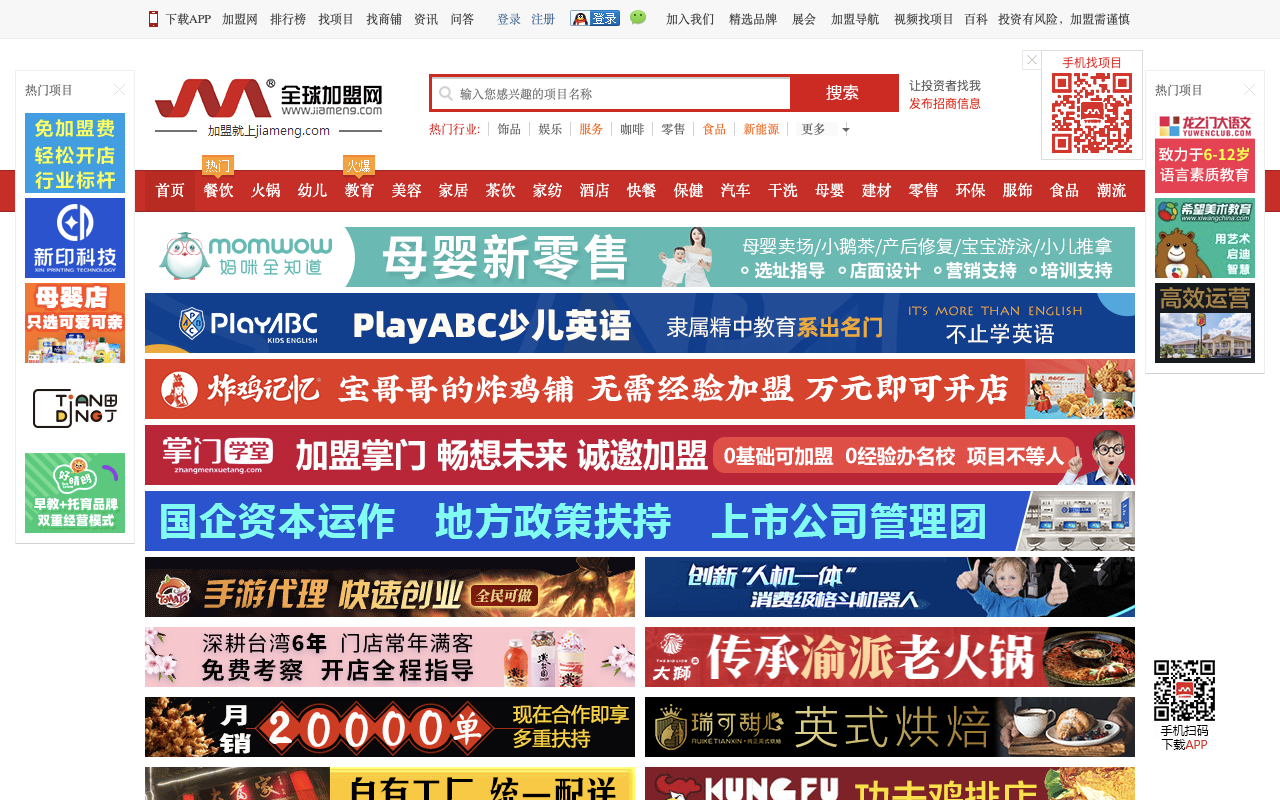 下载APP 加盟网 排行榜 找项目 找商铺 资讯 问答 登录 注册 登录 加入我们 精选品牌 展会 加盟导航 视频找项目 百科 投资有风险，加盟需谨慎
全球加盟网
www.jiameng.com
加盟就上jiameng.com
输入您感兴趣的项目名称 搜索
让投资者找我
发布招商信息
热门行业: 饰品 娱乐 服务 咖啡 零售 食品 新能源 更多
手机找项目
热门 火爆
首页 餐饮 火锅 幼儿 教育 美容 家居 茶饮 家纺 酒店 快餐 保健 汽车 干洗 母婴 建材 零售 环保 服饰 食品 潮流
热门项目
免加盟费
轻松开店
行业标杆
新印科技
XIN PRINTING TECHNOLOGY
母婴店
只选可爱可亲
TIAN田
DING丁
好晴朗
早教+托育品牌
双重经营模式
热门项目
龙之门大语文
YUWENCLUB.COM
致力于6-12岁
语言素质教育
希望美术教育
www.xiwangchina.com
用艺术
启迪
智慧
高效运营
momwow
妈咪全知道
母婴新零售
母婴卖场/小鹅茶/产后修复/宝宝游泳/小儿推拿
选址指导 店面设计 营销支持 培训支持
PlayABC
KIDS ENGLISH
PlayABC少儿英语
隶属精中教育系出名门
IT'S MORE THAN ENGLISH
不止学英语
炸鸡记忆 宝哥哥的炸鸡铺 无需经验加盟 万元即可开店
掌门学堂
zhangmenxuetang.com
加盟掌门 畅想未来 诚邀加盟
0基础可加盟 0经验办名校 项目不等人
国企资本运作 地方政策扶持 上市公司管理团
TOMATO
手游代理 快速创业 全民可做
创新“人机一体”
消费级格斗机器人
深耕台湾6年 门店常年满客
免费考察 开店全程指导
大狮
THE BIG LION
传承渝派老火锅
月销20000单
现在合作即享
多重扶持
瑞可甜心
RUIKETIANXIN
英式烘焙
自有工厂 统一配送
KUNG FU
功夫鸡排店
手机扫码
下载APP